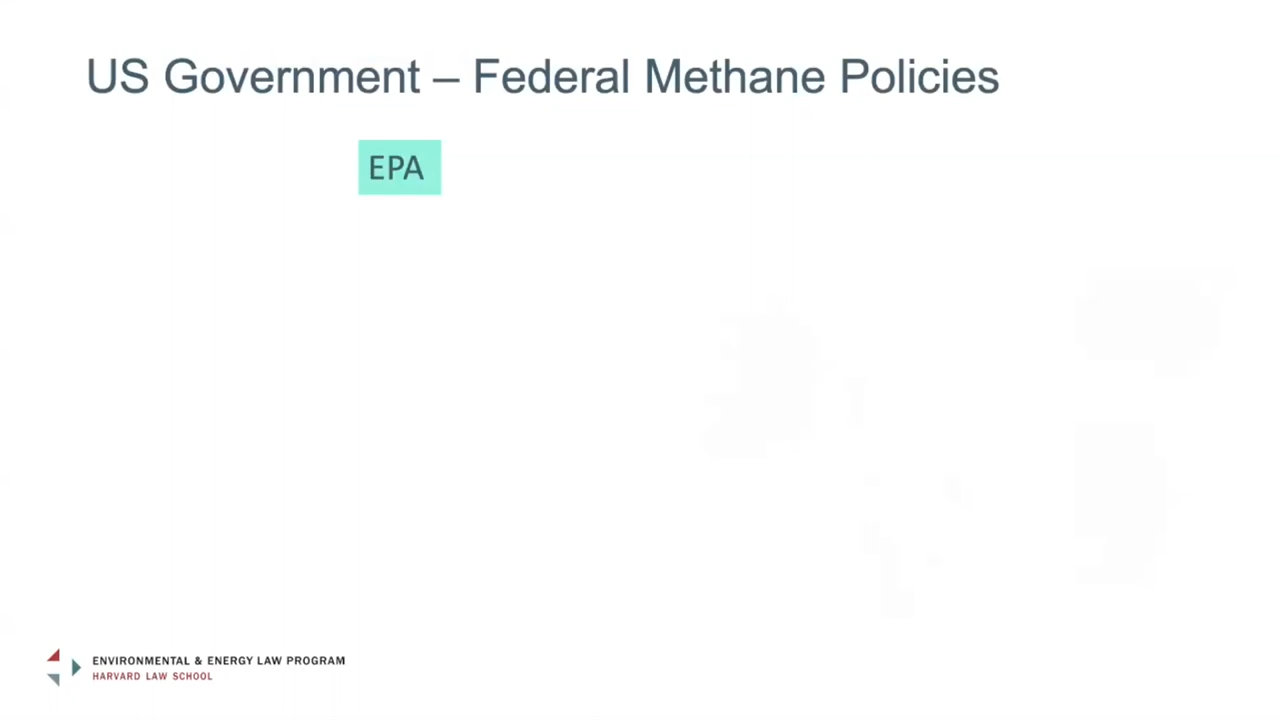 US Government – Federal Methane Policies
EPA
ENVIRONMENTAL & ENERGY LAW PROGRAM
HARVARD LAW SCHOOL